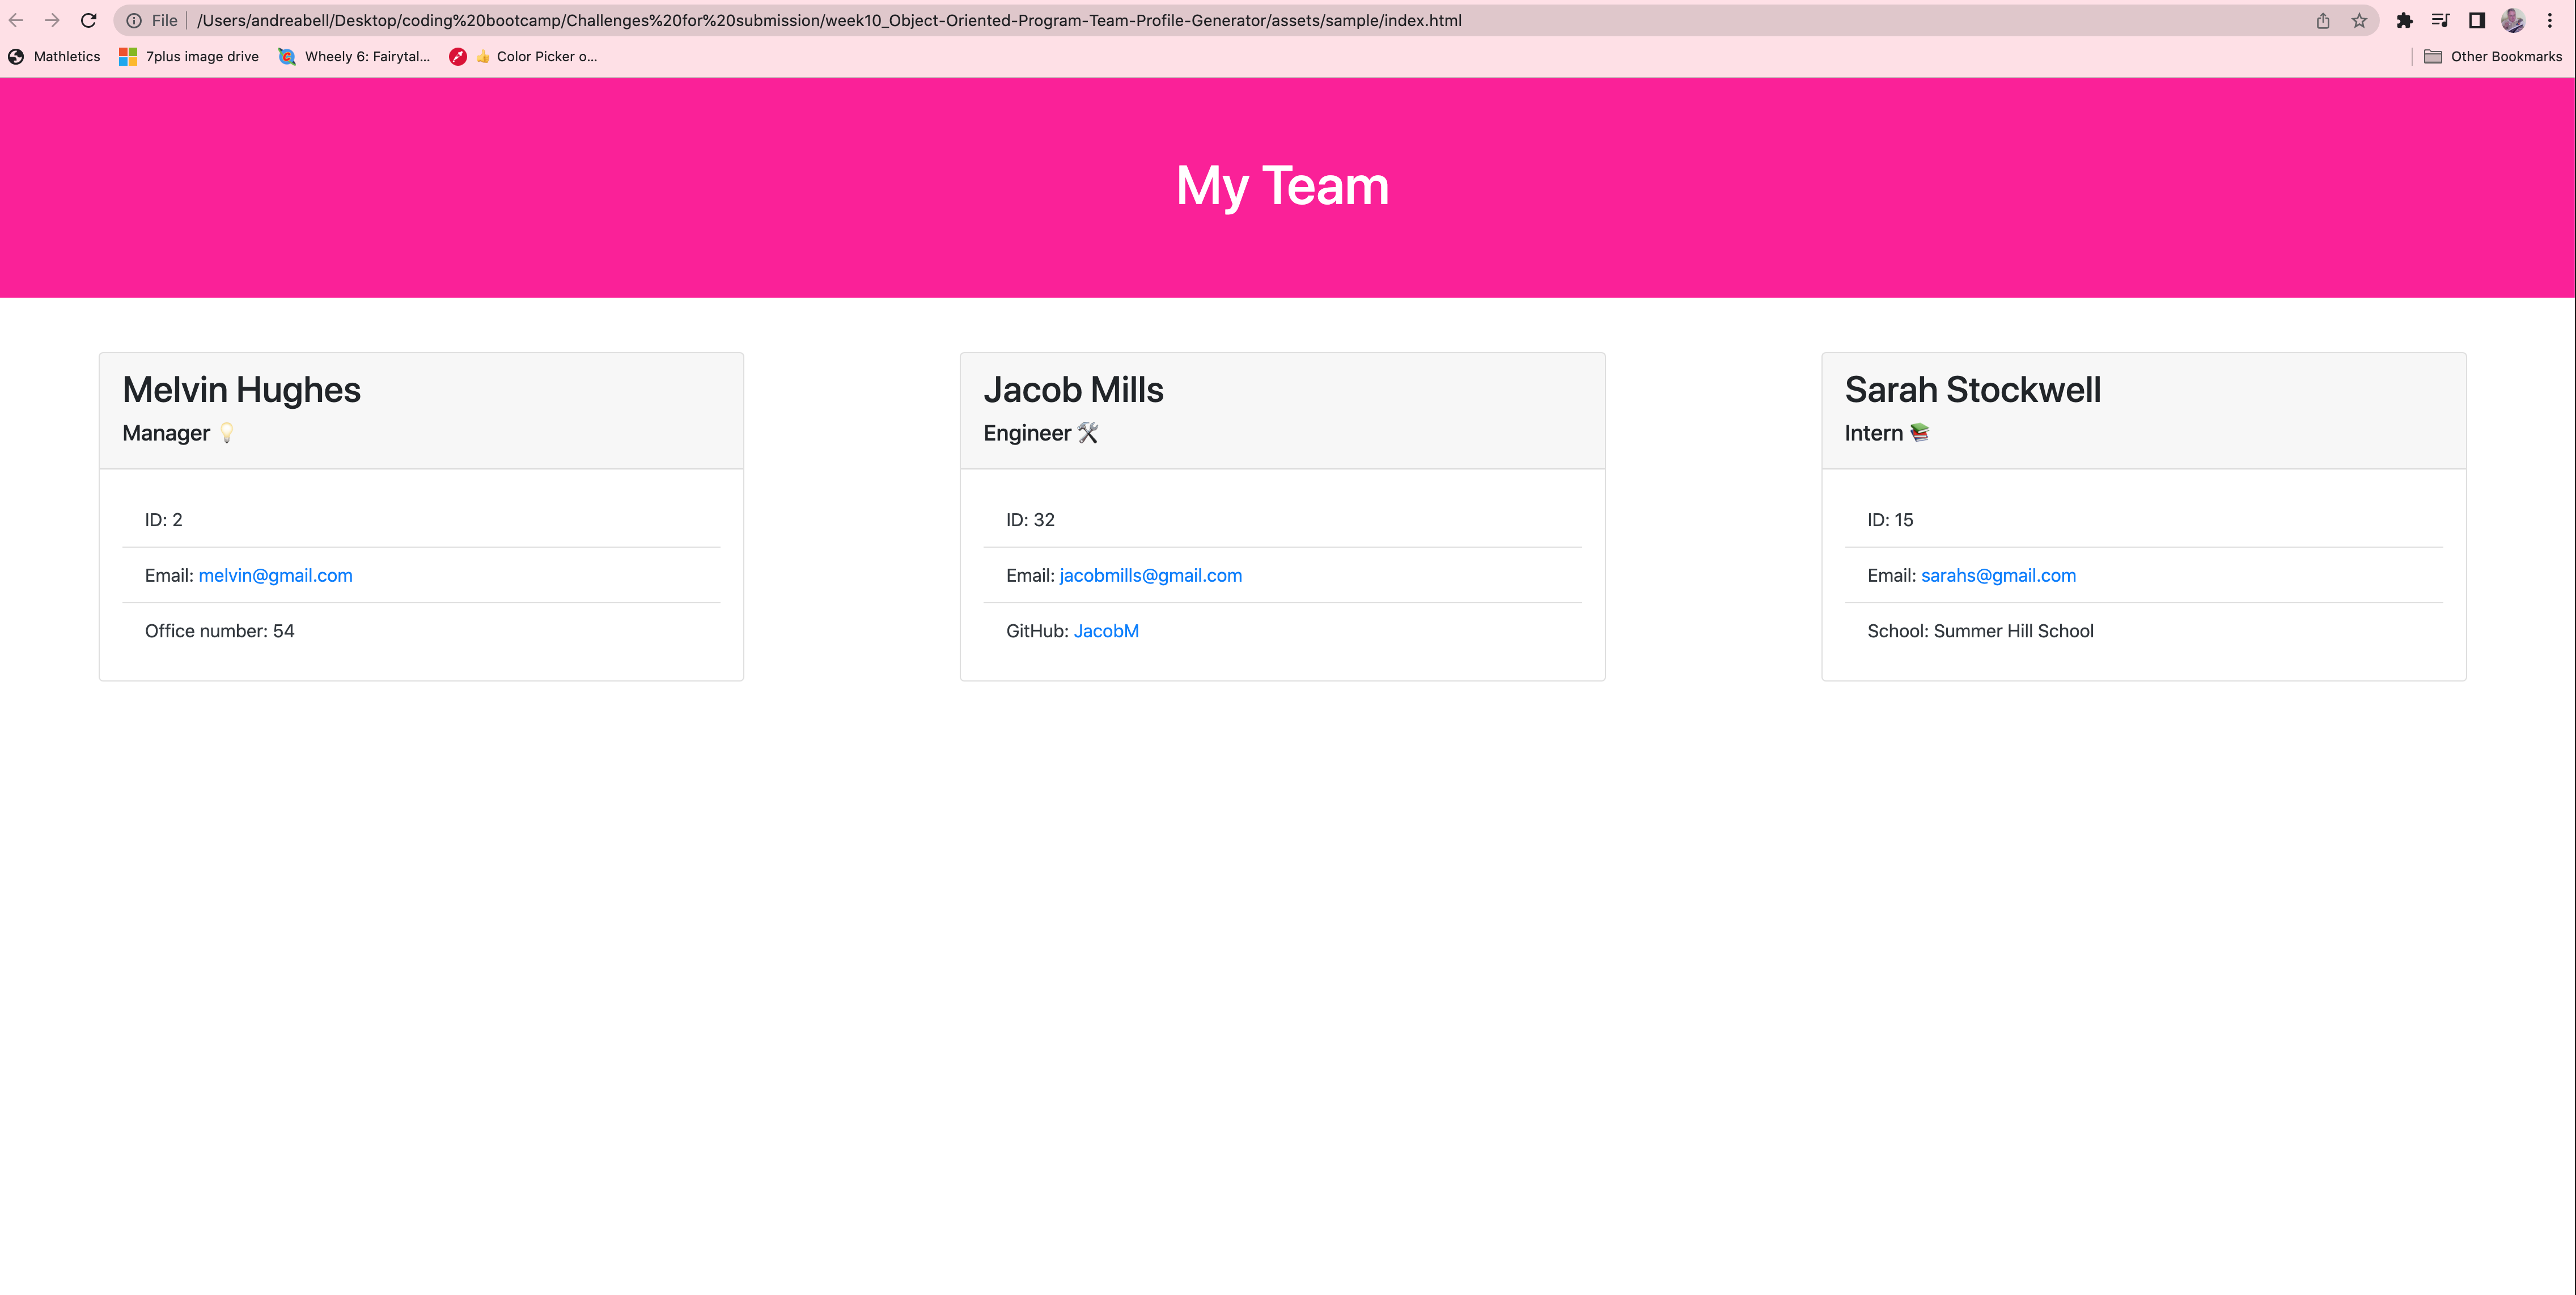 File /Users/andreabell/Desktop/coding%20bootcamp/Challenges%20for%20submission/week10_Object-Oriented-Program-Team-Profile-Generator/assets/sample/index.html
Mathletics 7plus image drive Wheely 6: Fairytal... 👍 Color Picker o... Other Bookmarks
My Team
Melvin Hughes
Manager 💡
ID: 2
Email: melvin@gmail.com
Office number: 54
Jacob Mills
Engineer 🛠️
ID: 32
Email: jacobmills@gmail.com
GitHub: JacobM
Sarah Stockwell
Intern 📚
ID: 15
Email: sarahs@gmail.com
School: Summer Hill School